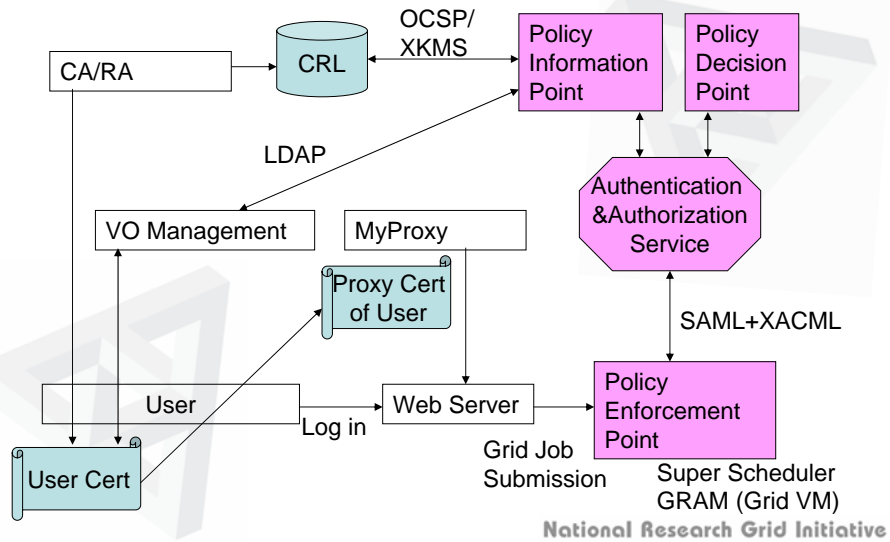 OCSP/
XKMS
CA/RA
CRL
Policy
Information
Point
Policy
Decision
Point
LDAP
Authentication
&Authorization
Service
VO Management
MyProxy
Proxy Cert
of User
SAML+XACML
User
Log in
Web Server
Policy
Enforcement
Point
User Cert
Grid Job
Submission
Super Scheduler
GRAM (Grid VM)
National Research Grid Initiative